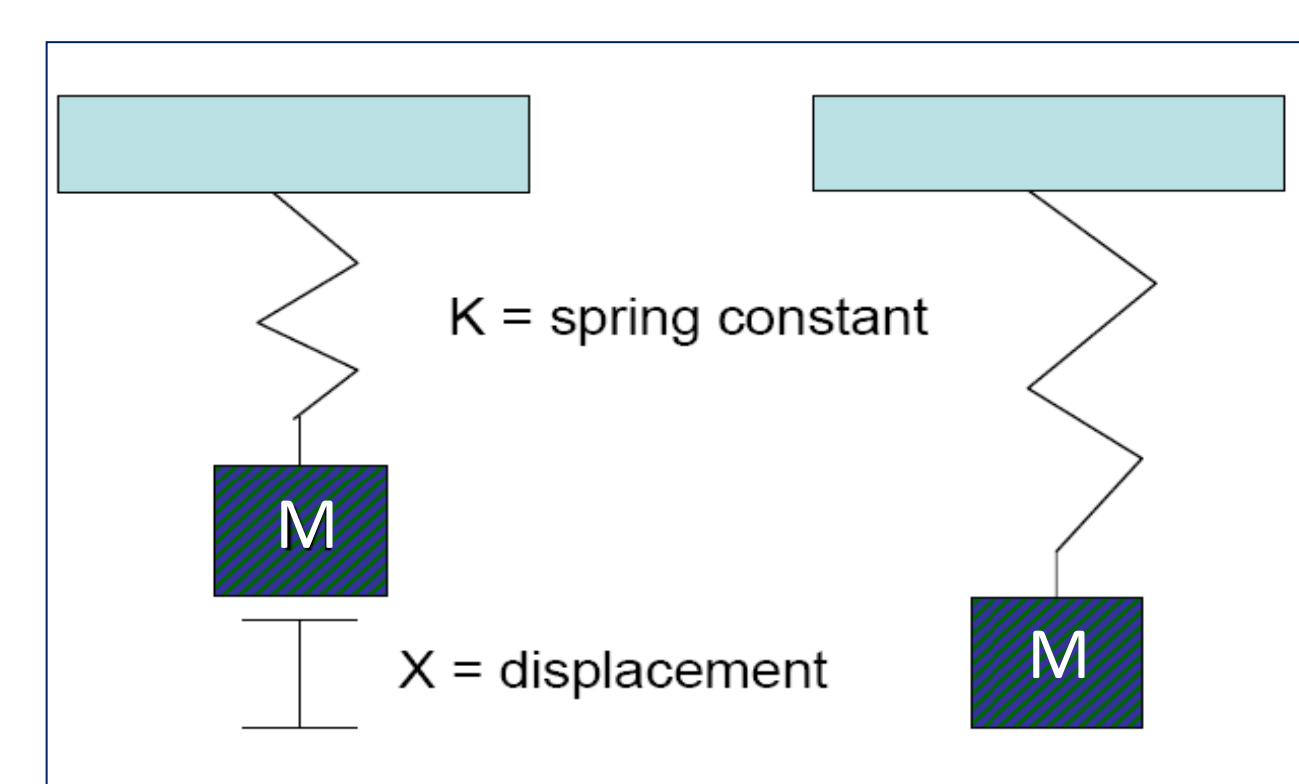 K = spring constant
M
X = displacement
M